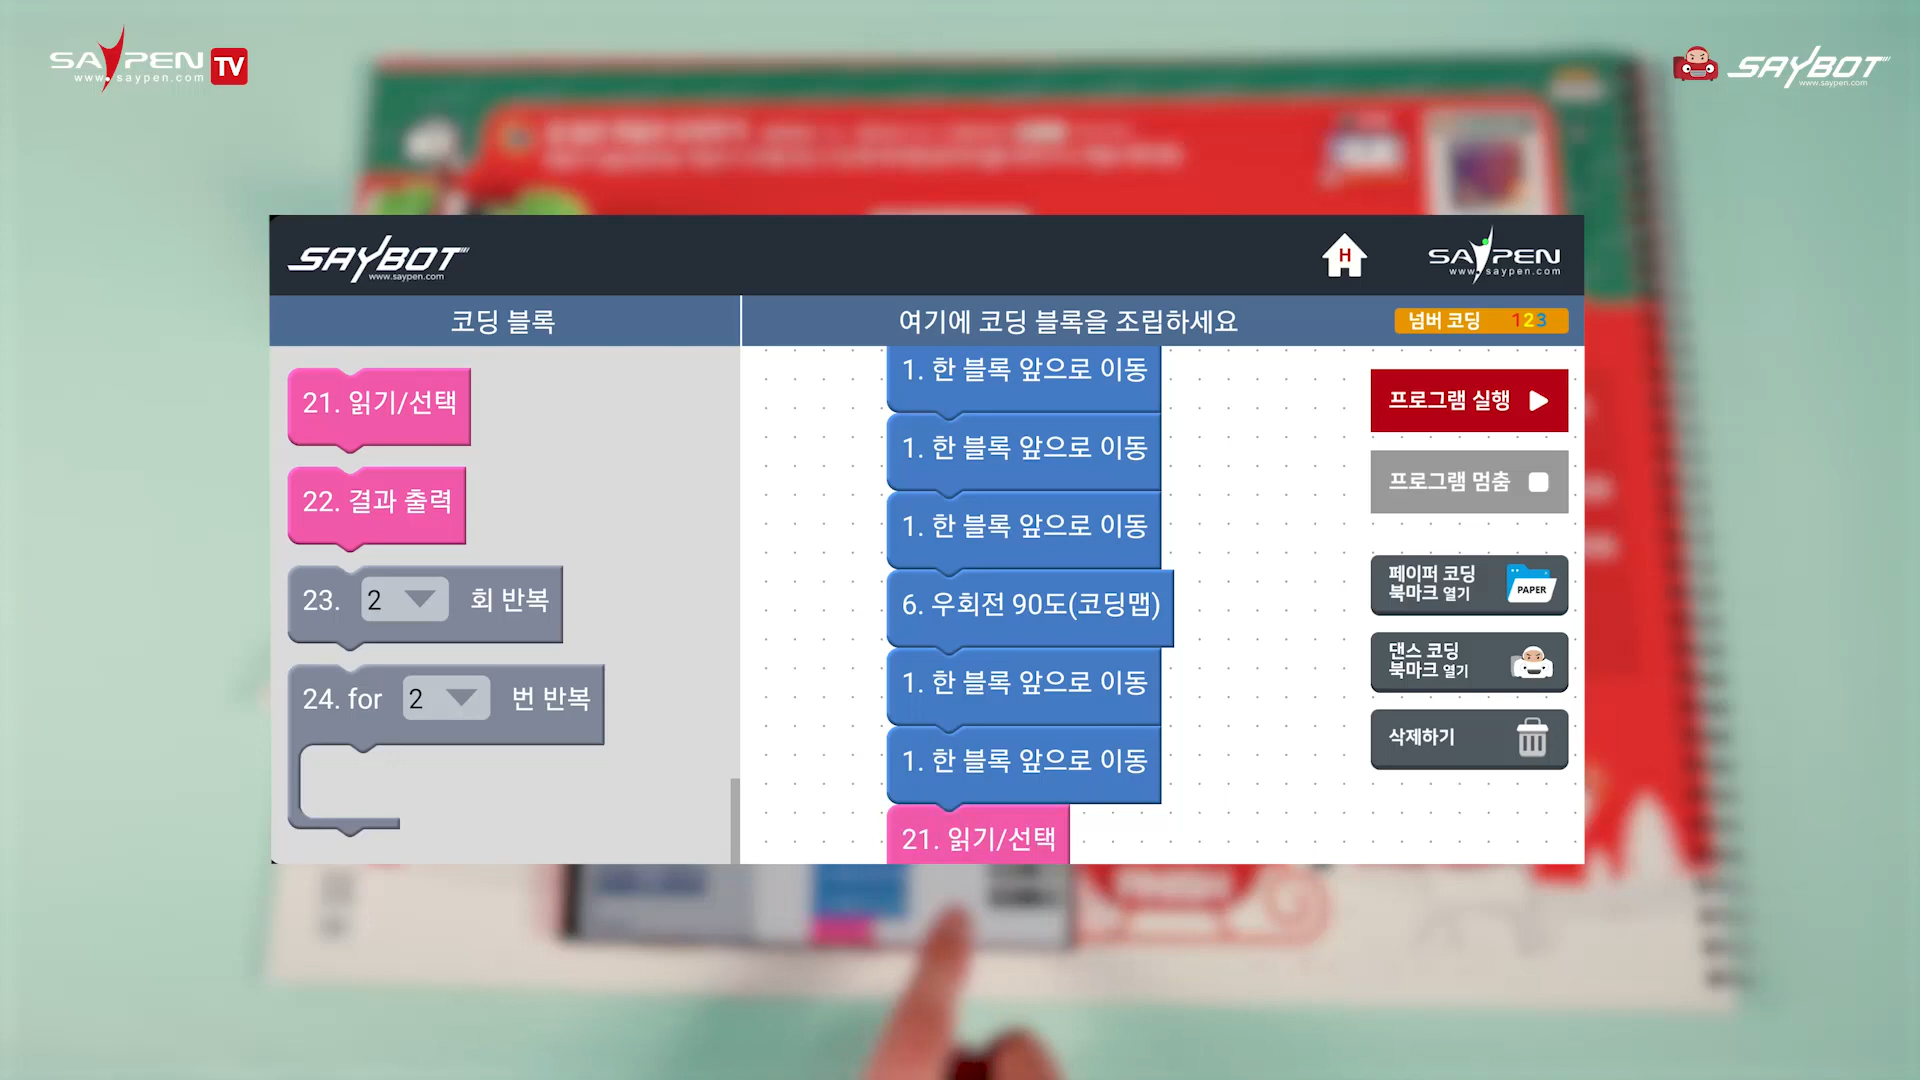 SAYPEN TV
www.saypen.com
SAYBOT
www.saypen.com
SAYBOT
www.saypen.com
H
SAYPEN
www.saypen.com
코딩 블록
여기에 코딩 블록을 조립하세요
넘버 코딩 123
21. 읽기/선택
22. 결과 출력
23. 2 회 반복
24. for 2 번 반복
1. 한 블록 앞으로 이동
1. 한 블록 앞으로 이동
1. 한 블록 앞으로 이동
6. 우회전 90도(코딩맵)
1. 한 블록 앞으로 이동
1. 한 블록 앞으로 이동
21. 읽기/선택
프로그램 실행
프로그램 멈춤
페이퍼 코딩
북마크 열기
PAPER
댄스 코딩
북마크 열기
삭제하기